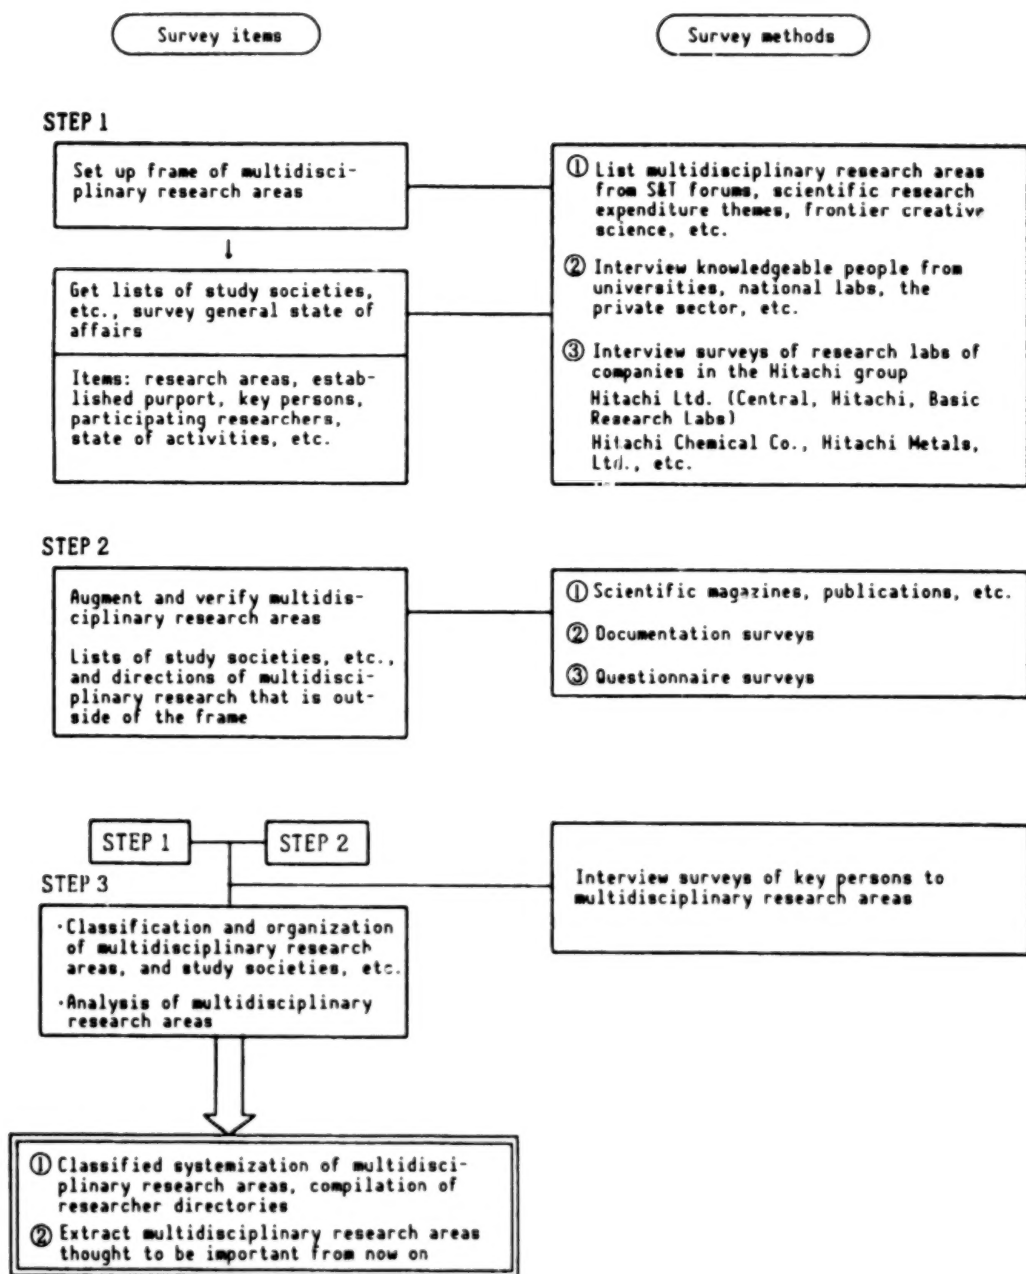 Survey items
Survey methods
STEP 1
Set up frame of multidisci-
plinary research areas
↓
Get lists of study societies,
etc., survey general state of
affairs
Items: research areas, estab-
lished purport, key persons,
participating researchers,
state of activities, etc.
① List multidisciplinary research areas
from S&T forums, scientific research
expenditure themes, frontier creative
science, etc.
② Interview knowledgeable people from
universities, national labs, the
private sector, etc.
③ Interview surveys of research labs of
companies in the Hitachi group
Hitachi Ltd. (Central, Hitachi, Basic
Research Labs)
Hitachi Chemical Co., Hitachi Metals,
Ltd., etc.
STEP 2
Augment and verify multidis-
ciplinary research areas
Lists of study societies, etc.,
and directions of multidisci-
plinary research that is out-
side of the frame
① Scientific magazines, publications, etc.
② Documentation surveys
③ Questionnaire surveys
STEP 1
STEP 2
STEP 3
·Classification and organization
of multidisciplinary research
areas, and study societies, etc.
·Analysis of multidisciplinary
research areas
Interview surveys of key persons to
multidisciplinary research areas
① Classified systemization of multidisci-
plinary research areas, compilation of
researcher directories
② Extract multidisciplinary research areas
thought to be important from now on